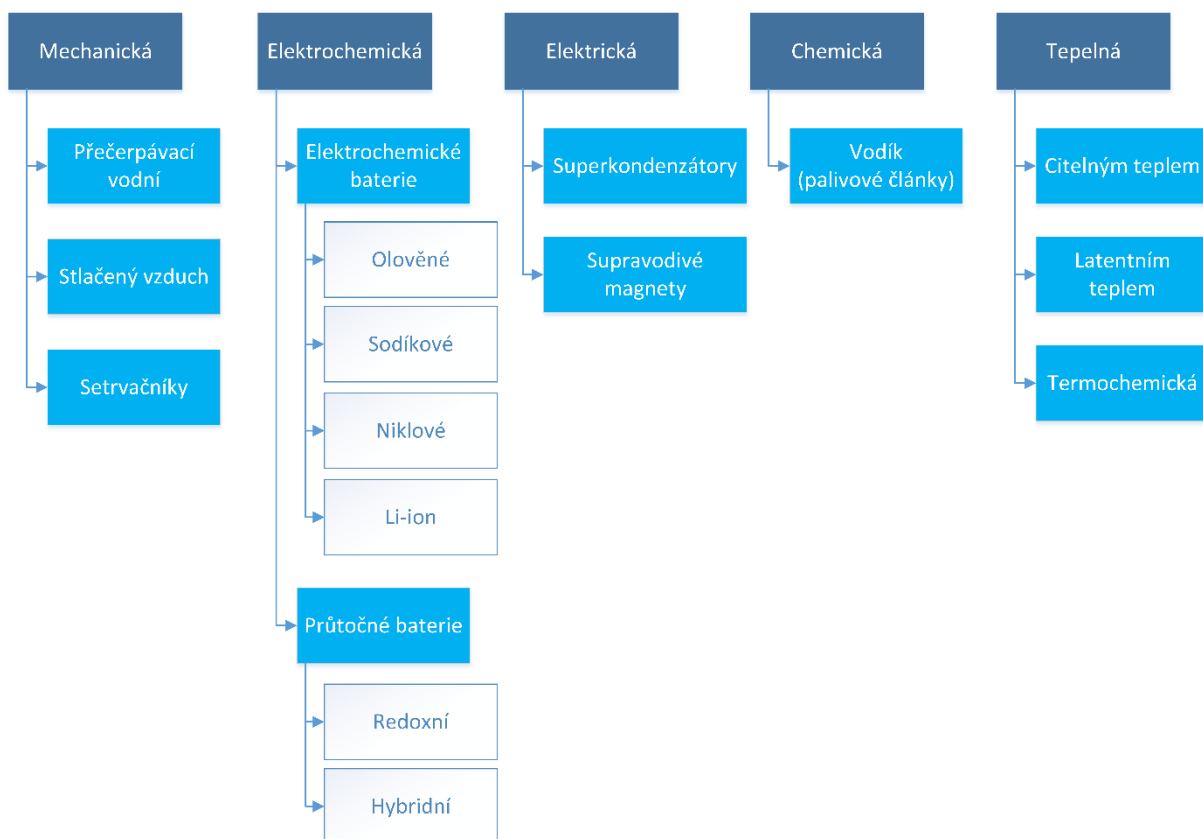 Mechanická
Přečerpávací
vodní
Stlačený vzduch
Setrvačníky
Elektrochemická
Elektrochemické
baterie
Olověné
Sodíkové
Niklové
Li-ion
Průtočné baterie
Redoxní
Hybridní
Elektrická
Superkondenzátory
Supravodivé
magnety
Chemická
Vodík
(palivové články)
Tepelná
Citelným teplem
Latentním
teplem
Termochemická